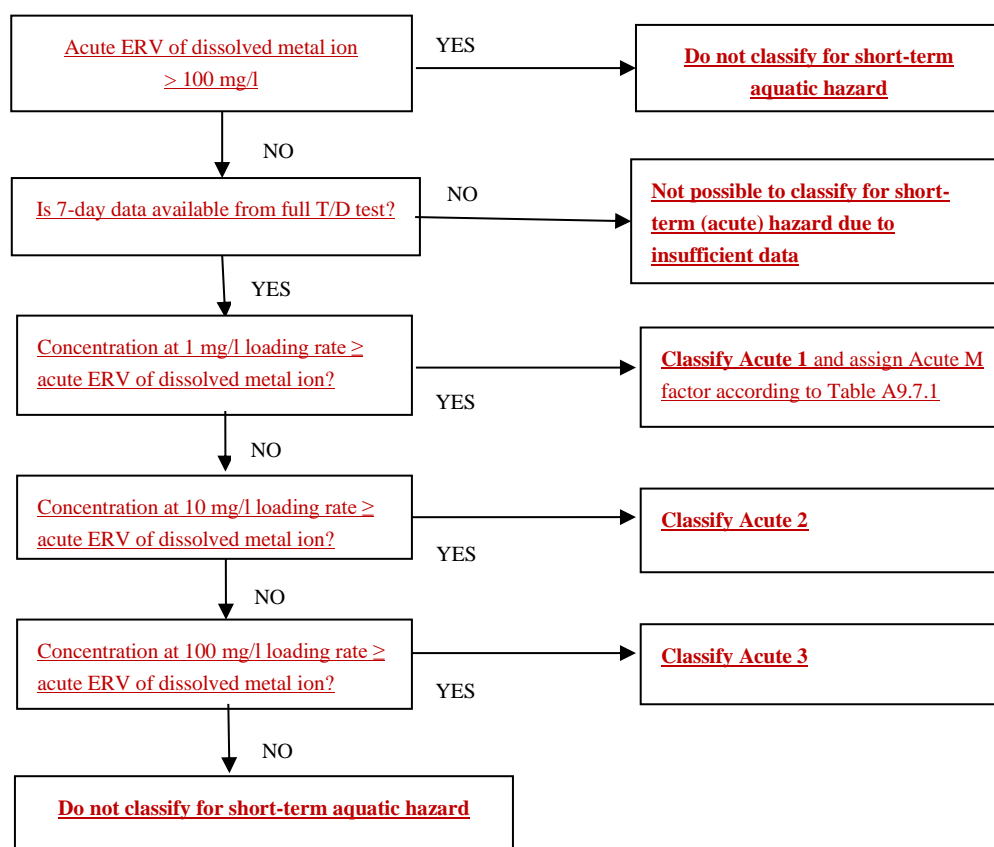 Acute ERV of dissolved metal ion
> 100 mg/l
YES
Do not classify for short-term
aquatic hazard
NO
Is 7-day data available from full T/D test?
NO
Not possible to classify for short-
term (acute) hazard due to
insufficient data
YES
Concentration at 1 mg/l loading rate ≥
acute ERV of dissolved metal ion?
YES
Classify Acute 1 and assign Acute M
factor according to Table A9.7.1
NO
Concentration at 10 mg/l loading rate ≥
acute ERV of dissolved metal ion?
YES
Classify Acute 2
NO
Concentration at 100 mg/l loading rate ≥
acute ERV of dissolved metal ion?
YES
Classify Acute 3
NO
Do not classify for short-term aquatic hazard